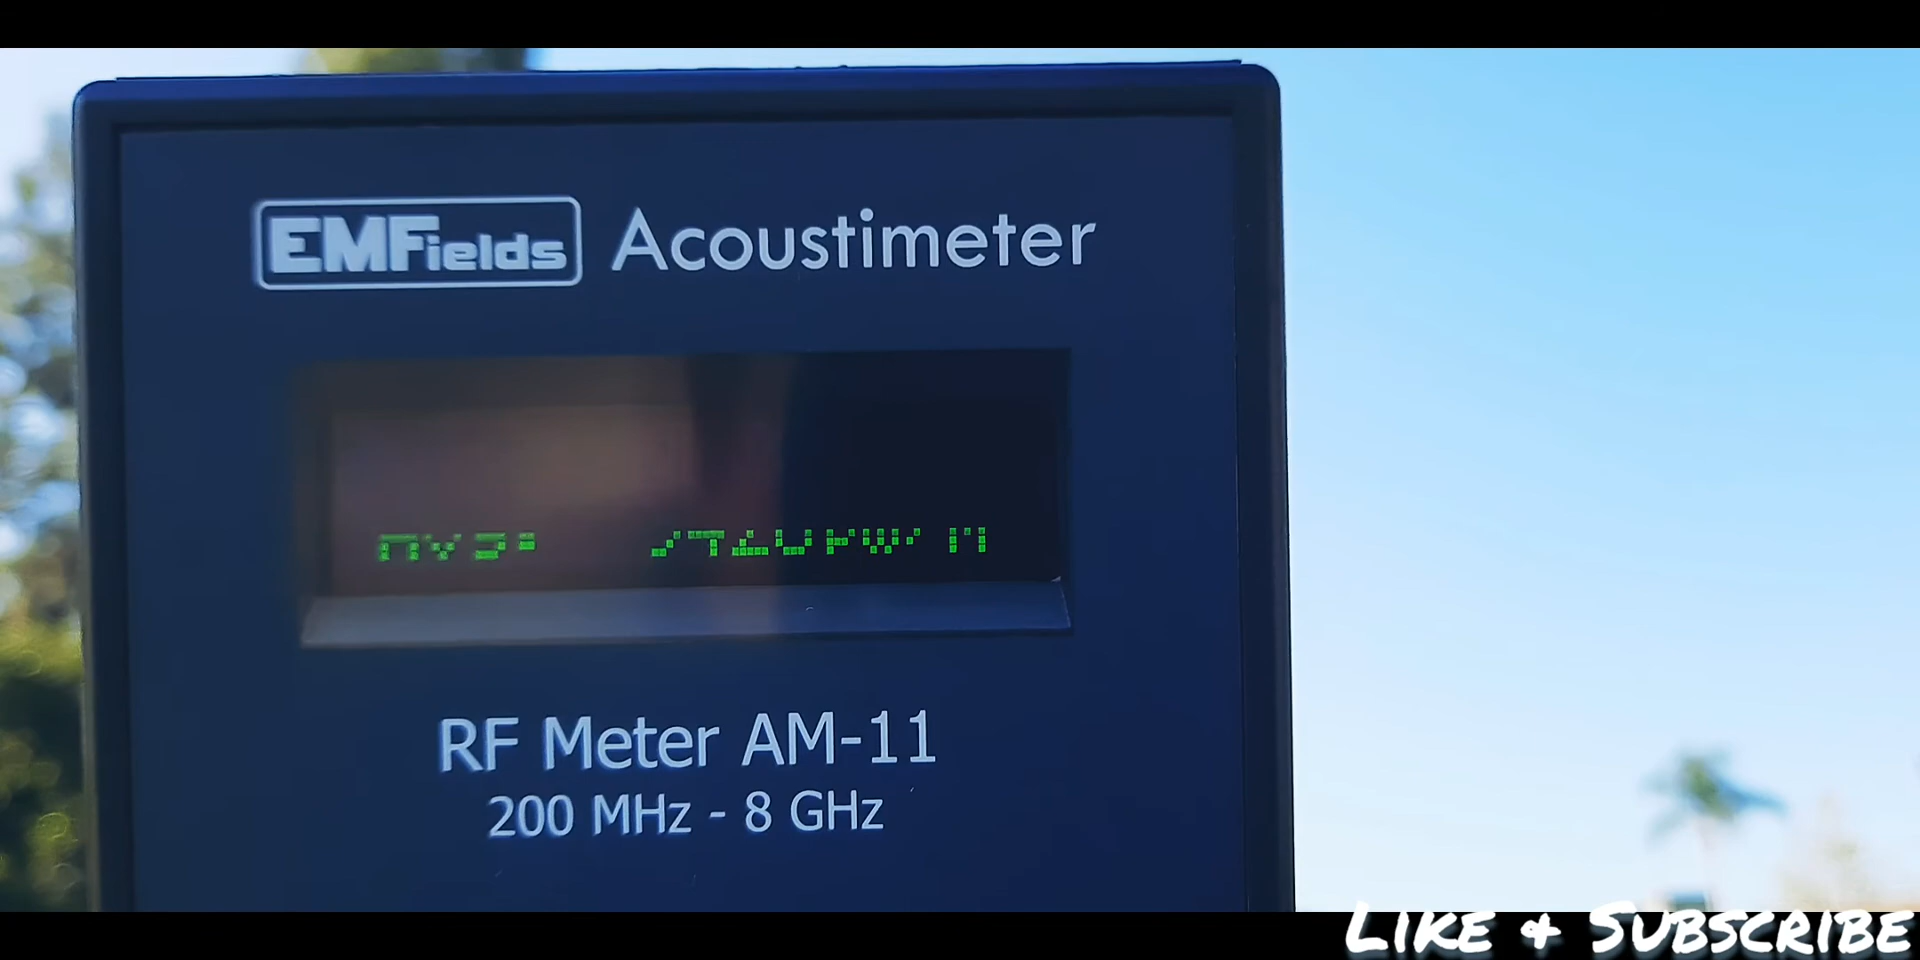 EMFields Acoustimeter
RF Meter AM-11
200 MHz - 8 GHz
LIKE & SUBSCRIBE